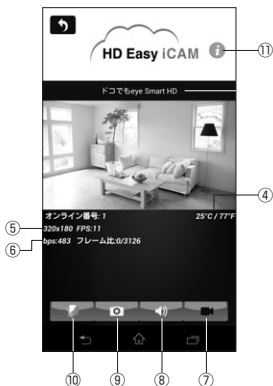 HD Easy iCAM
i
⑪
ドコでもeye Smart HD
④
オンライン番号: 1
25°C / 77°F
⑤
320x180 FPS:11
⑥
bps:483 フレーム比:0/3126
⑩ ⑨ ⑧ ⑦